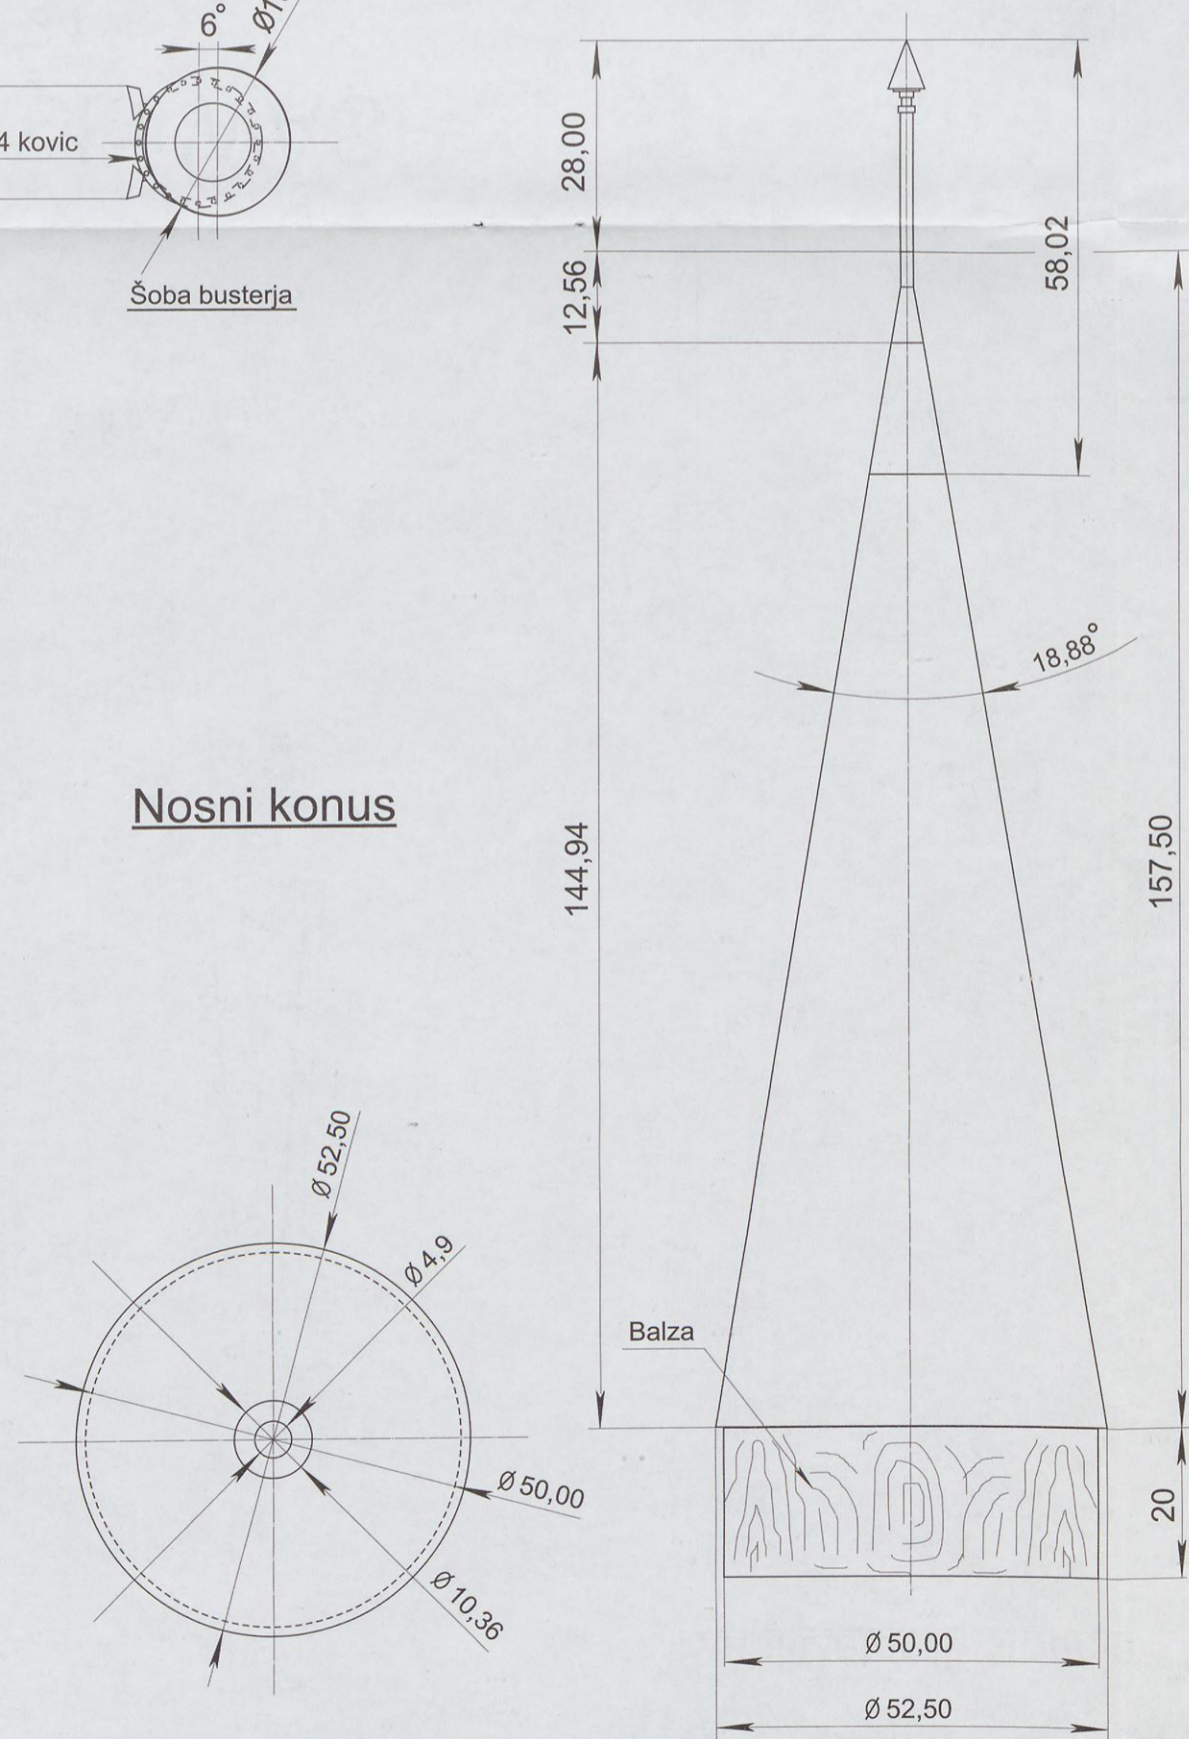 6°
4 kovic
Šoba busterja
28,00
12,56
58,02
18,88°
Nosni konus
144,94
157,50
Ø 52,50
Ø 4,9
Balza
Ø 50,00
Ø 10,36
20
Ø 50,00
Ø 52,50